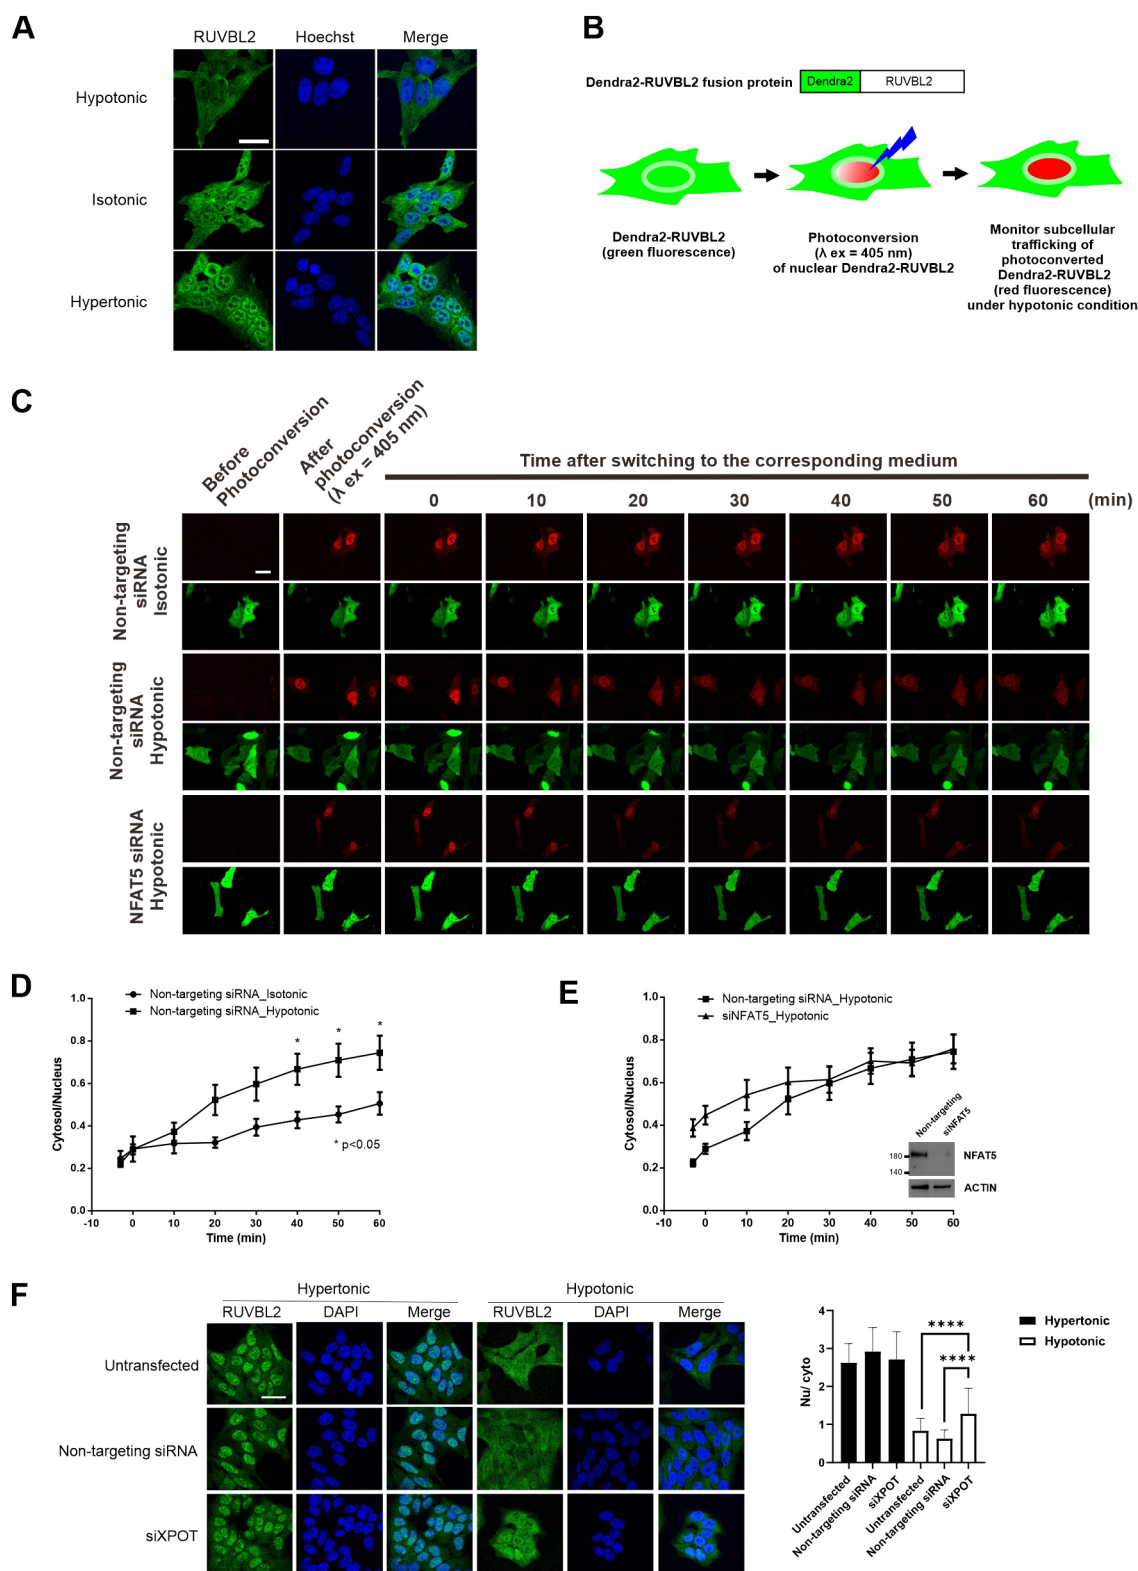 A
RUVBL2 Hoechst Merge
Hypotonic
Isotonic
Hypertonic
B
Dendra2-RUVBL2 fusion protein
Dendra2 RUVBL2
Dendra2-RUVBL2
(green fluorescence)
Photoconversion
(λ ex = 405 nm)
of nuclear Dendra2-RUVBL2
Monitor subcellular
trafficking of
photoconverted
Dendra2-RUVBL2
(red fluorescence)
under hypotonic condition
C
Before
Photoconversion
After
photoconversion
(λ ex = 405 nm)
Time after switching to the corresponding medium
0 10 20 30 40 50 60 (min)
Non-targeting
siRNA
Isotonic
Non-targeting
siRNA
Hypotonic
NFAT5 siRNA
Hypotonic
D
Non-targeting siRNA_Isotonic
Non-targeting siRNA_Hypotonic
1.0
0.8
0.6
0.4
0.2
0.0
Cytosol/Nucleus
* * *
* p<0.05
-10 0 10 20 30 40 50 60
Time (min)
E
Non-targeting siRNA_Hypotonic
siNFAT5_Hypotonic
1.0
0.8
0.6
0.4
0.2
0.0
Cytosol/Nucleus
Non-targeting
siNFAT5
180
140
NFAT5
ACTIN
-10 0 10 20 30 40 50 60
Time (min)
F
Hypertonic Hypotonic
RUVBL2 DAPI Merge RUVBL2 DAPI Merge
Untransfected
Non-targeting siRNA
siXPOT
4
3
2
1
0
Nu/ cyto
****
****
Hypertonic
Hypotonic
Untransfected
Non-targeting siRNA
siXPOT
Untransfected
Non-targeting siRNA
siXPOT